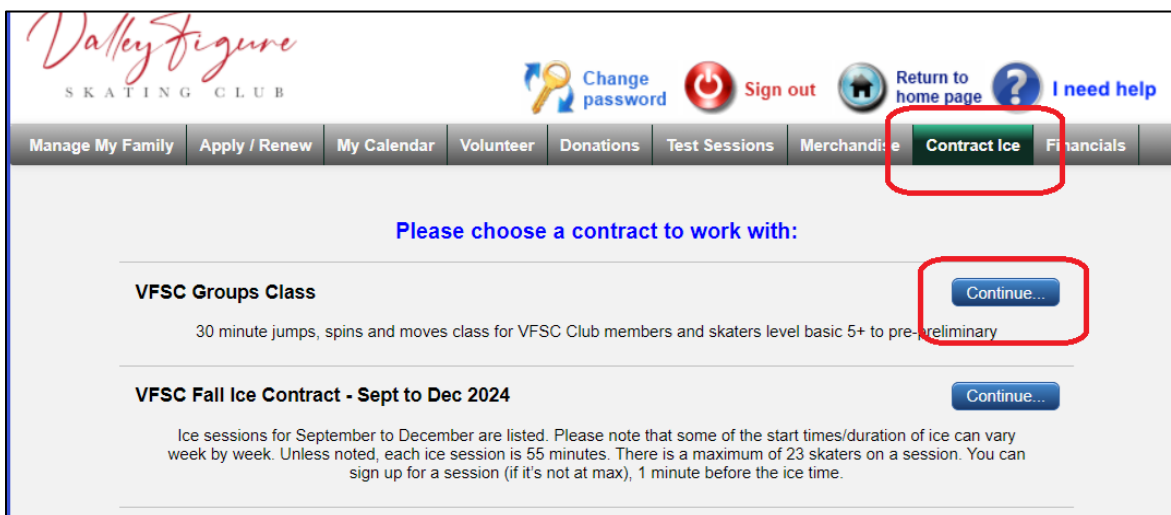 Valley Figure
SKATING CLUB
Change
password
Sign out
Return to
home page
I need help
Manage My Family
Apply / Renew
My Calendar
Volunteer
Donations
Test Sessions
Merchandise
Contract Ice
Financials
Please choose a contract to work with:
VFSC Groups Class
Continue...
30 minute jumps, spins and moves class for VFSC Club members and skaters level basic 5+ to pre-preliminary
VFSC Fall Ice Contract - Sept to Dec 2024
Continue...
Ice sessions for September to December are listed. Please note that some of the start times/duration of ice can vary
week by week. Unless noted, each ice session is 55 minutes. There is a maximum of 23 skaters on a session. You can
sign up for a session (if it's not at max), 1 minute before the ice time.